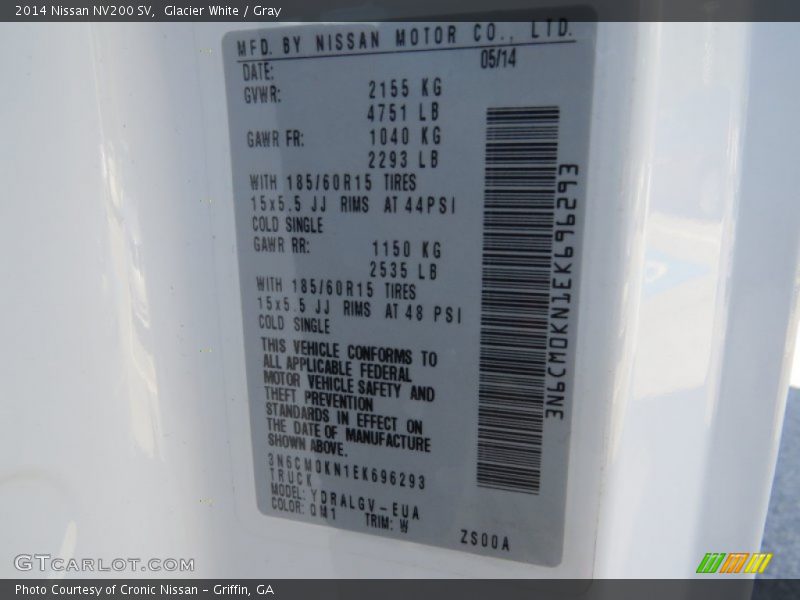 2014 Nissan NV200 SV,  Glacier White / Gray
MFD. BY NISSAN MOTOR CO., LTD.
DATE: 05/14
GVWR: 2155 KG
4751 LB
GAWR FR: 1040 KG
2293 LB
WITH 185/60R15 TIRES
15x5.5 JJ RIMS AT 44PSI
COLD SINGLE
GAWR RR: 1150 KG
2535 LB
WITH 185/60R15 TIRES
15x5.5 JJ RIMS AT 48 PSI
COLD SINGLE
THIS VEHICLE CONFORMS TO
ALL APPLICABLE FEDERAL
MOTOR VEHICLE SAFETY AND
THEFT PREVENTION
STANDARDS IN EFFECT ON
THE DATE OF MANUFACTURE
SHOWN ABOVE.
3N6CM0KN1EK696293
TRUCK
MODEL: YDRALGV-EUA
COLOR: QM1 TRIM: W
ZS00A
3N6CM0KN1EK696293
GTCARLOT.COM
Photo Courtesy of Cronic Nissan - Griffin, GA